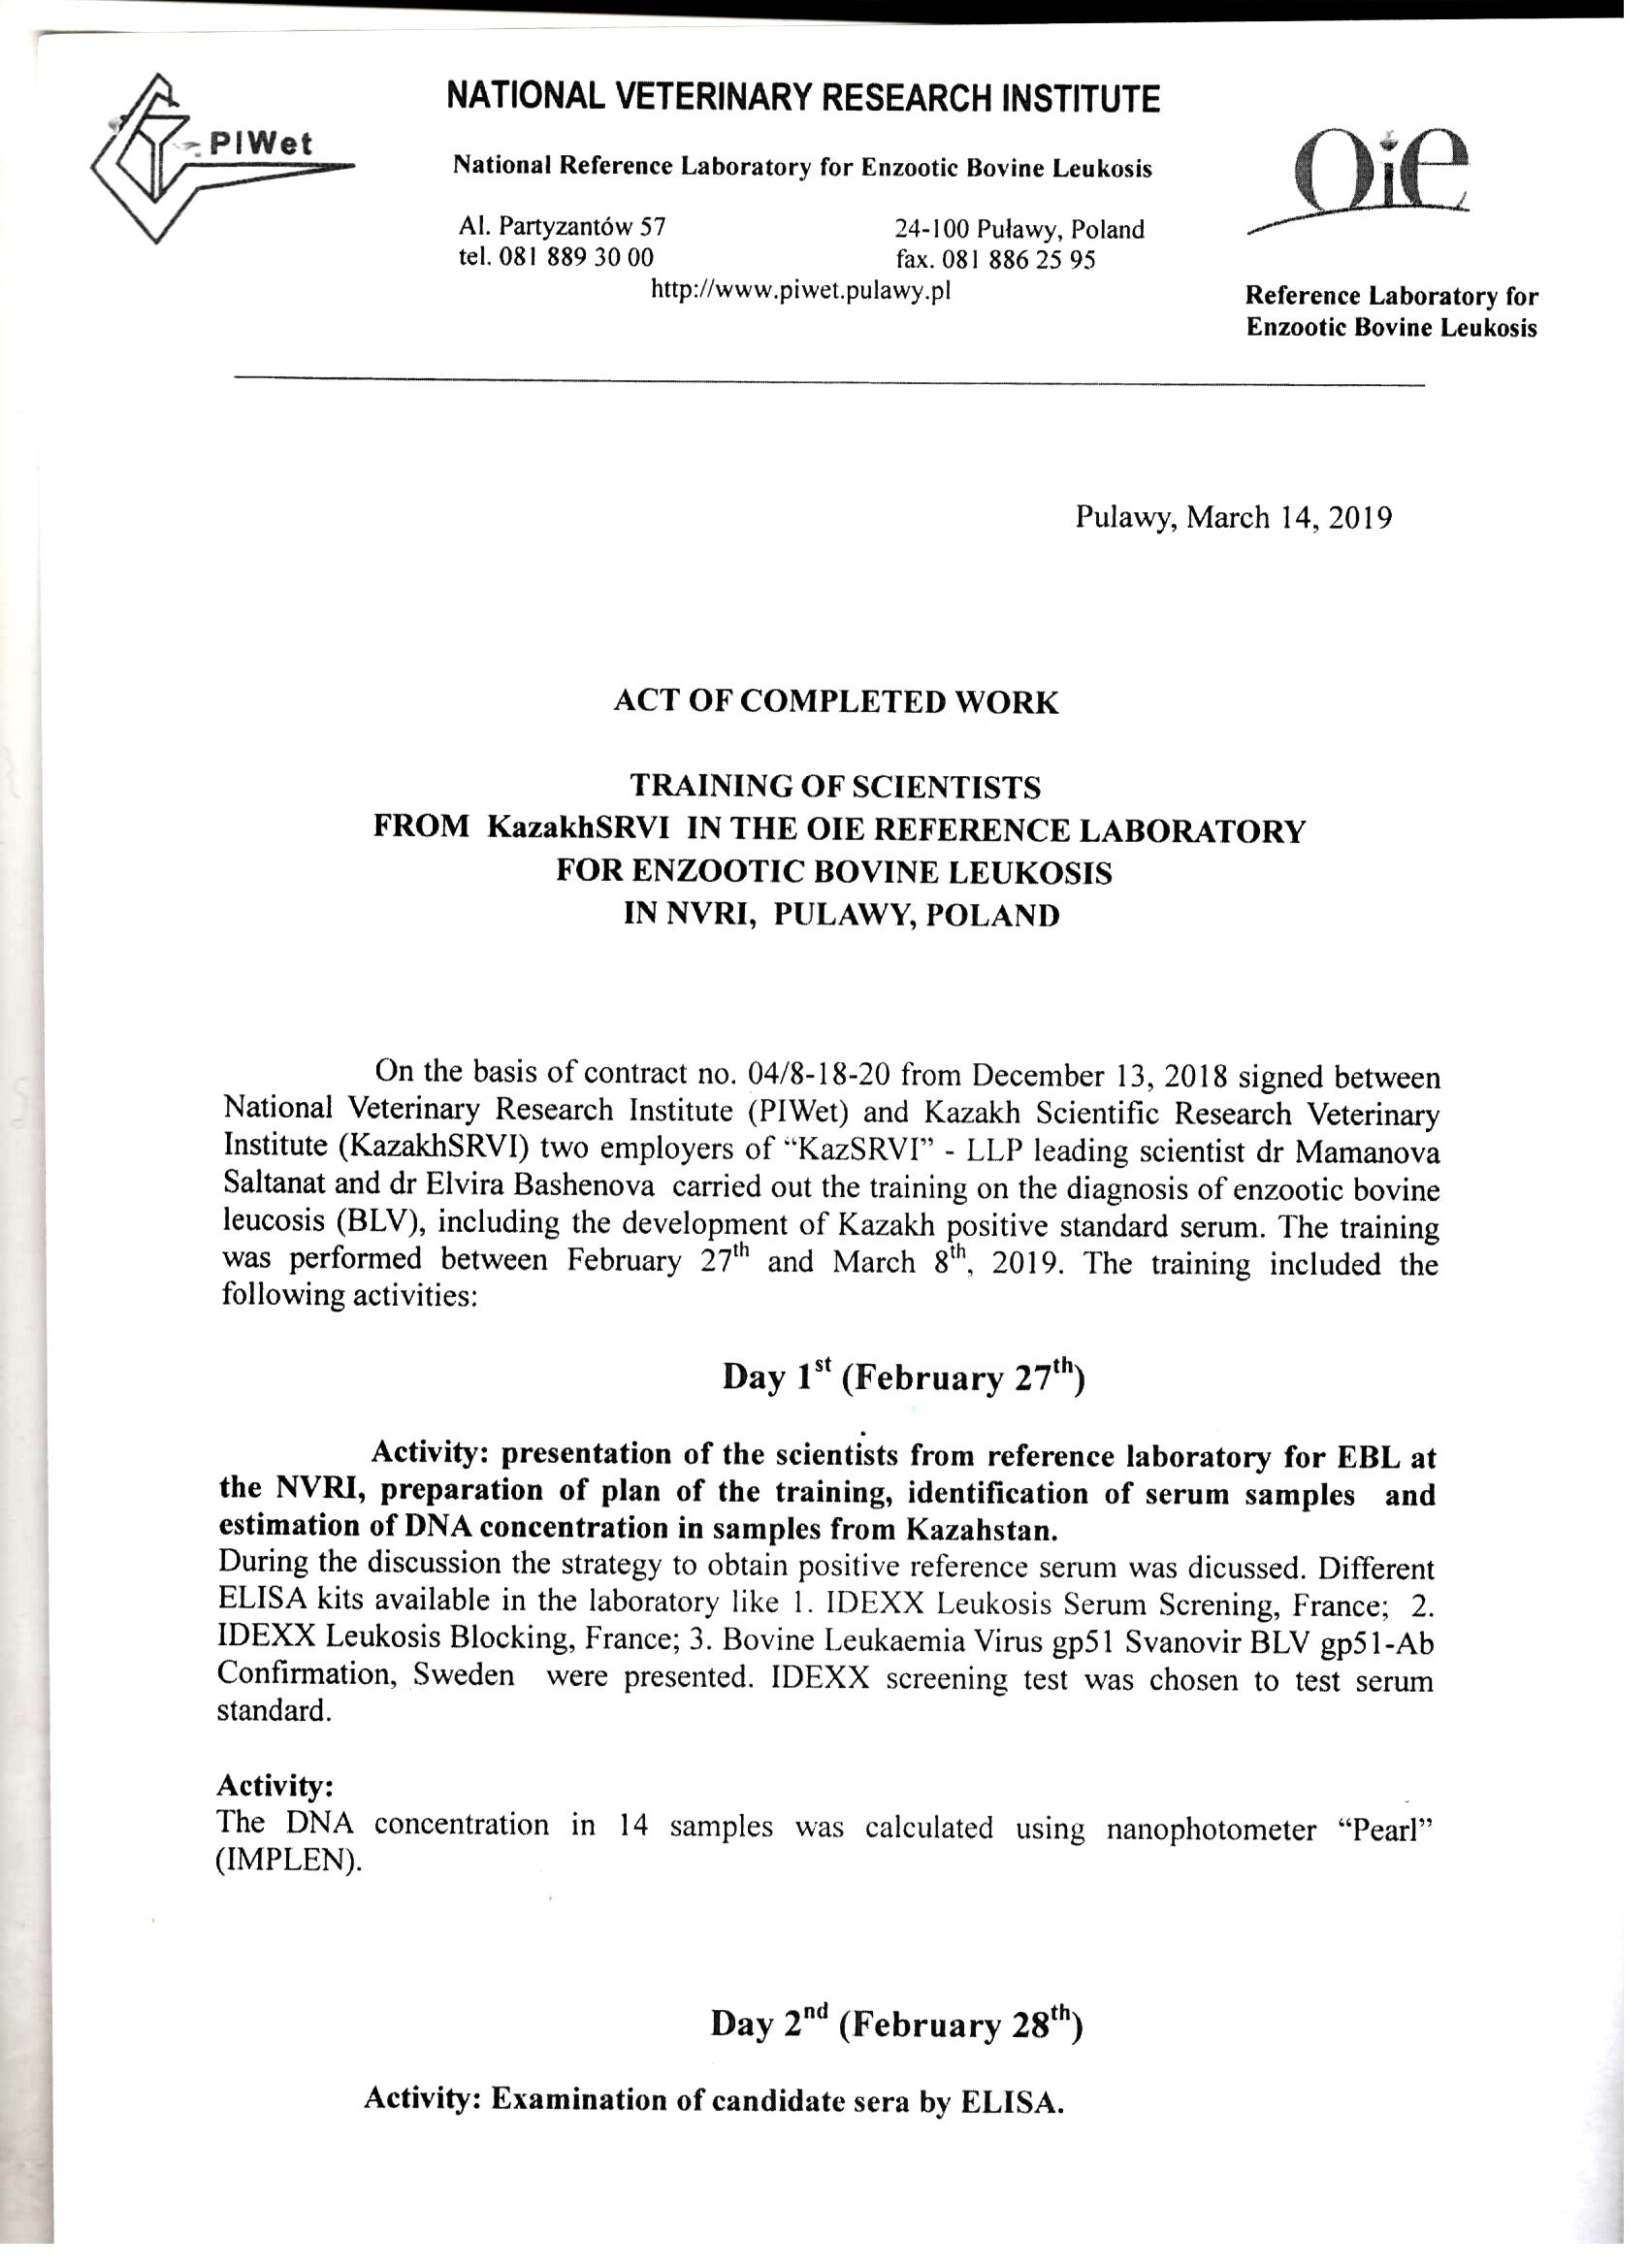 NATIONAL VETERINARY RESEARCH INSTITUTE
PIWet
National Reference Laboratory for Enzootic Bovine Leukosis
oie
Al. Partyzantów 57 24-100 Puławy, Poland
tel. 081 889 30 00 fax. 081 886 25 95
http://www.piwet.pulawy.pl
Reference Laboratory for
Enzootic Bovine Leukosis
Pulawy, March 14, 2019
ACT OF COMPLETED WORK
TRAINING OF SCIENTISTS
FROM KazakhSRVI IN THE OIE REFERENCE LABORATORY
FOR ENZOOTIC BOVINE LEUKOSIS
IN NVRI, PULAWY, POLAND
On the basis of contract no. 04/8-18-20 from December 13, 2018 signed between
National Veterinary Research Institute (PIWet) and Kazakh Scientific Research Veterinary
Institute (KazakhSRVI) two employers of “KazSRVI” - LLP leading scientist dr Mamanova
Saltanat and dr Elvira Bashenova carried out the training on the diagnosis of enzootic bovine
leucosis (BLV), including the development of Kazakh positive standard serum. The training
was performed between February 27th and March 8th, 2019. The training included the
following activities:
Day 1st (February 27th)
Activity: presentation of the scientists from reference laboratory for EBL at
the NVRI, preparation of plan of the training, identification of serum samples and
estimation of DNA concentration in samples from Kazahstan.
During the discussion the strategy to obtain positive reference serum was dicussed. Different
ELISA kits available in the laboratory like 1. IDEXX Leukosis Serum Screning, France; 2.
IDEXX Leukosis Blocking, France; 3. Bovine Leukaemia Virus gp51 Svanovir BLV gp51-Ab
Confirmation, Sweden were presented. IDEXX screening test was chosen to test serum
standard.
Activity:
The DNA concentration in 14 samples was calculated using nanophotometer “Pearl”
(IMPLEN).
Day 2nd (February 28th)
Activity: Examination of candidate sera by ELISA.